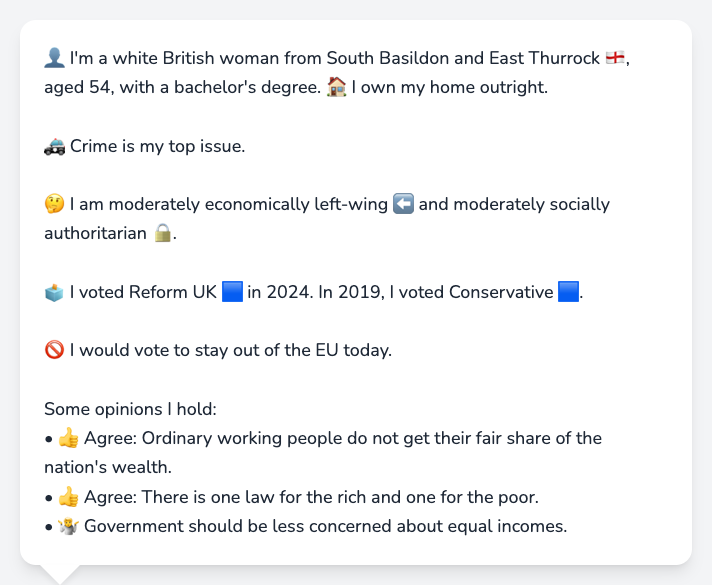 👤 I'm a white British woman from South Basildon and East Thurrock 🏴󠁧󠁢󠁥󠁮󠁧󠁿,
aged 54, with a bachelor's degree. 🏠 I own my home outright.
🚓 Crime is my top issue.
🤔 I am moderately economically left-wing ⬅️ and moderately socially
authoritarian 🔒.
🗳️ I voted Reform UK 🟦 in 2024. In 2019, I voted Conservative 🟦.
🚫 I would vote to stay out of the EU today.
Some opinions I hold:
• 👍 Agree: Ordinary working people do not get their fair share of the
nation's wealth.
• 👍 Agree: There is one law for the rich and one for the poor.
• 🤷 Government should be less concerned about equal incomes.